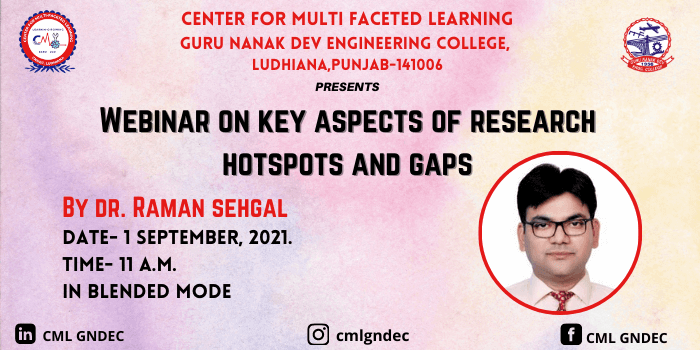 CENTER FOR MULTI FACETED LEARNING
GURU NANAK DEV ENGINEERING COLLEGE,
LUDHIANA,PUNJAB-141006
PRESENTS
WEBINAR ON KEY ASPECTS OF RESEARCH
HOTSPOTS AND GAPS
BY DR. RAMAN SEHGAL
DATE- 1 SEPTEMBER, 2021.
TIME- 11 A.M.
IN BLENDED MODE
CML GNDEC
cmlgndec
CML GNDEC